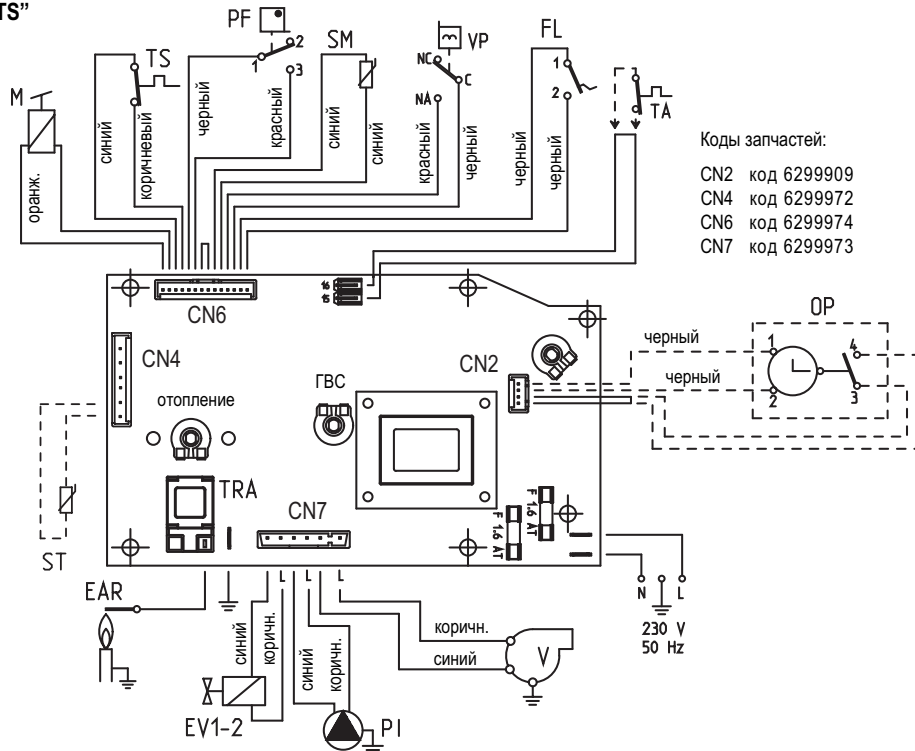 TS”
PF
2
1
3
TS
SM
NC
VP
C
NA
FL
1
2
TA
M
оранж.
синий
коричневый
черный
красный
синий
синий
красный
черный
черный
черный
Коды запчастей:
CN2 код 6299909
CN4 код 6299972
CN6 код 6299974
CN7 код 6299973
CN6
CN4
CN2
отопление
ГВС
TRA
CN7
F 1.6 AT
F 1.6 AT
ST
черный
черный
OP
1
2
4
3
N
L
230 V
50 Hz
EAR
L
L
L
синий
коричн.
синий
коричн.
коричн.
синий
V
EV1-2
PI